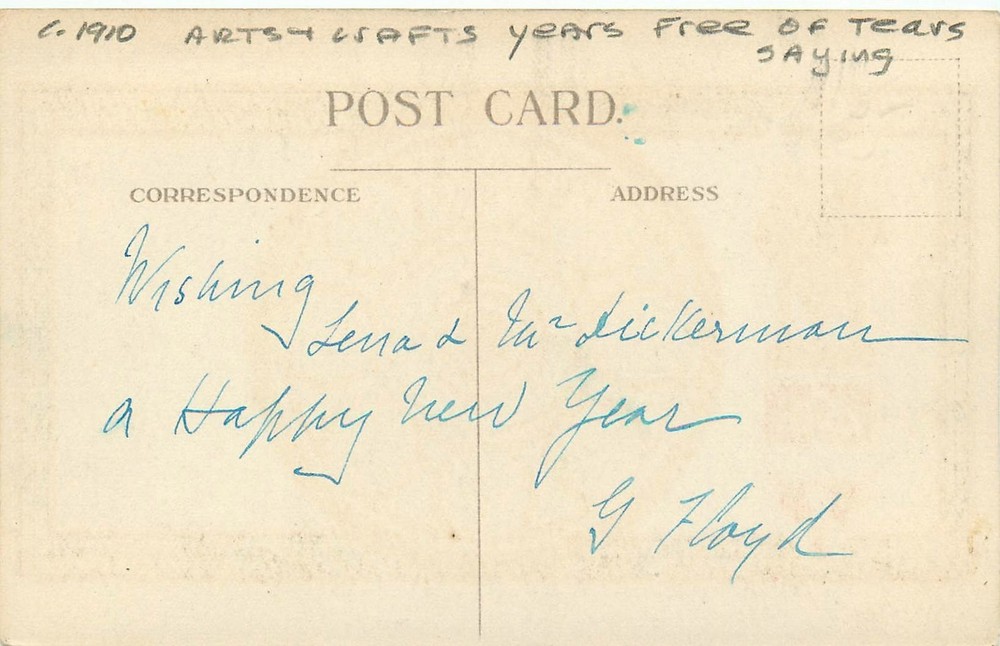 c. 1910 ARTS + CRAFTS years Free OF Tears
SAying
POST CARD.
CORRESPONDENCE
ADDRESS
Wishing
Lena & Mr Dickerman
a Happy New Year
G Floyd